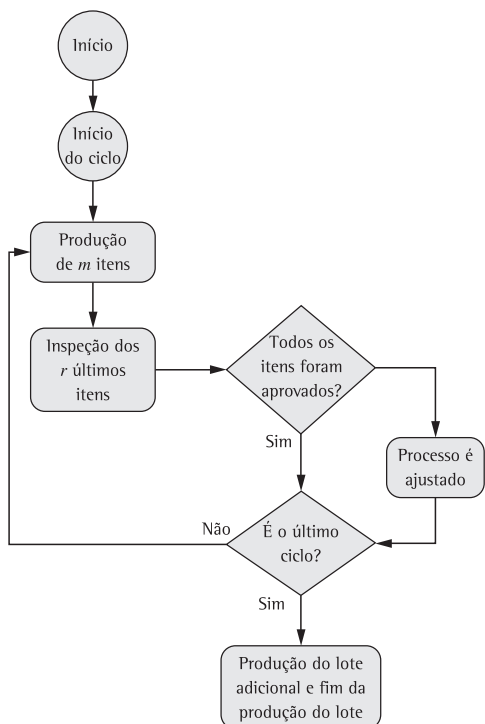 Início
Início
do ciclo
Produção
de m itens
Inspeção dos
r últimos
itens
Todos os
itens foram
aprovados?
Sim
Processo é
ajustado
É o último
ciclo?
Não
Sim
Produção do lote
adicional e fim da
produção do lote